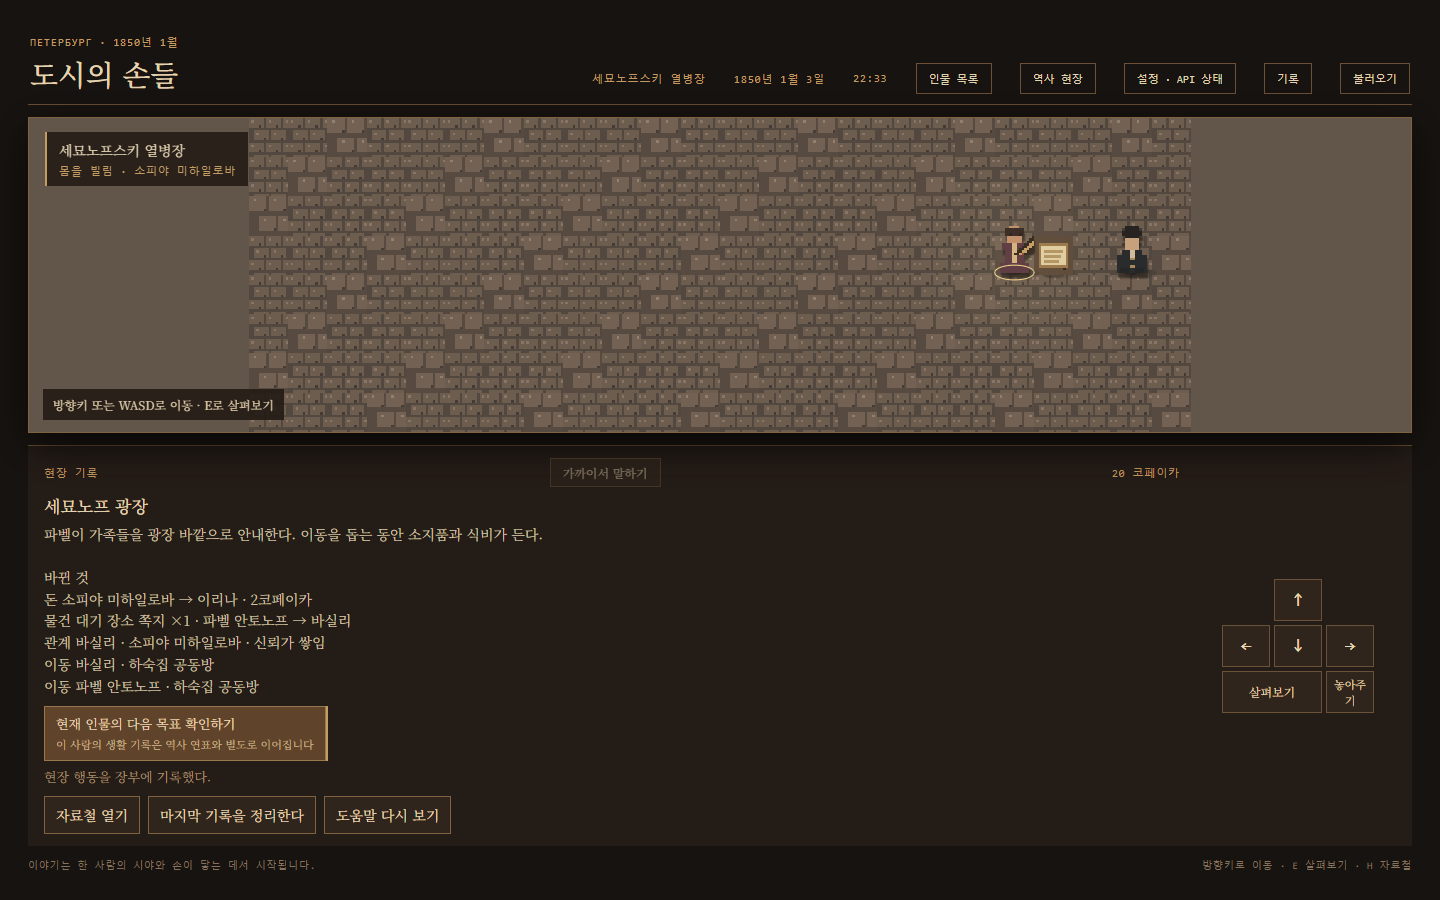 ПЕТЕРБУРГ · 1850년 1월
도시의 손들
세묘노프스키 열병장
1850년 1월 3일
22:33
인물 목록
역사 현장
설정 · API 상태
기록
불러오기
세묘노프스키 열병장
몸을 빌림 · 소피야 미하일로바
방향키 또는 WASD로 이동 · E로 살펴보기
현장 기록
가까이서 말하기
20 코페이카
세묘노프 광장
파벨이 가족들을 광장 바깥으로 안내한다. 이동을 돕는 동안 소지품과 식비가 든다.
바뀐 것
돈 소피야 미하일로바 → 이리나 · 2코페이카
물건 대기 장소 쪽지 ×1 · 파벨 안토노프 → 바실리
관계 바실리 · 소피야 미하일로바 · 신뢰가 쌓임
이동 바실리 · 하숙집 공동방
이동 파벨 안토노프 · 하숙집 공동방
↑
← ↓ →
살펴보기
놓아주
기
현재 인물의 다음 목표 확인하기
이 사람의 생활 기록은 역사 연표와 별도로 이어집니다
현장 행동을 장부에 기록했다.
자료철 열기
마지막 기록을 정리한다
도움말 다시 보기
이야기는 한 사람의 시야와 손이 닿는 데서 시작됩니다.
방향키로 이동 · E 살펴보기 · H 자료철